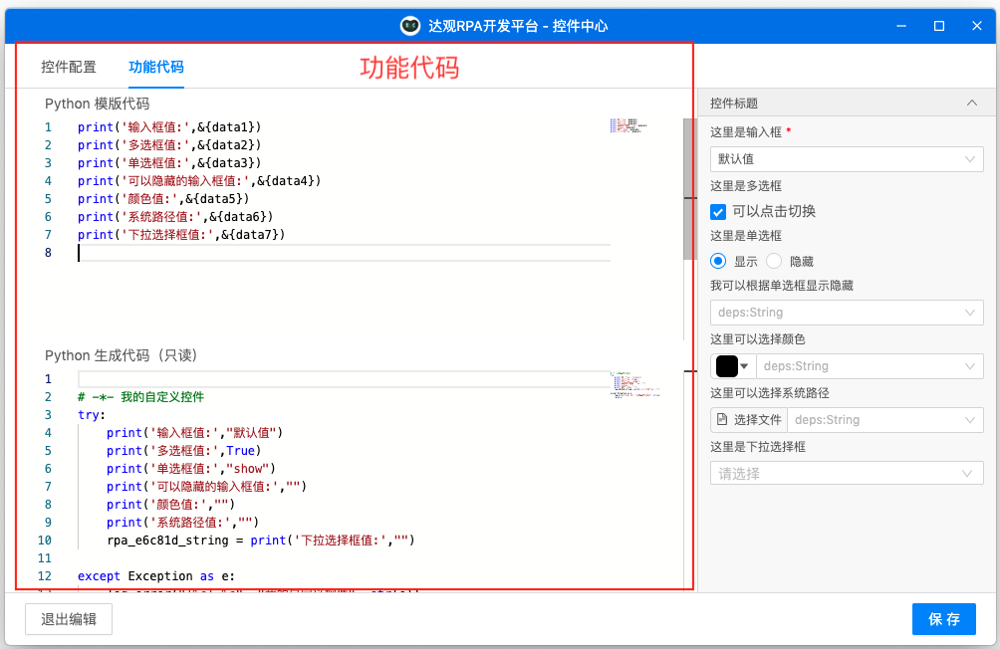 达观RPA开发平台 - 控件中心
控件配置 功能代码
功能代码
Python 模版代码
1 print('输入框值:',&{data1})
2 print('多选框值:',&{data2})
3 print('单选框值:',&{data3})
4 print('可以隐藏的输入框值:',&{data4})
5 print('颜色值:',&{data5})
6 print('系统路径值:',&{data6})
7 print('下拉选择框值:',&{data7})
8
Python 生成代码（只读）
1
2 # -*- 我的自定义控件
3 try:
4 print('输入框值:',"默认值")
5 print('多选框值:',True)
6 print('单选框值:',"show")
7 print('可以隐藏的输入框值:',"")
8 print('颜色值:',"")
9 print('系统路径值:',"")
10 rpa_e6c81d_string = print('下拉选择框值:',"")
11
12 except Exception as e:
控件标题
这里是输入框 *
默认值
这里是多选框
可以点击切换
这里是单选框
显示 隐藏
我可以根据单选框显示隐藏
deps:String
这里可以选择颜色
deps:String
这里可以选择系统路径
选择文件 deps:String
这里是下拉选择框
请选择
退出编辑 保 存